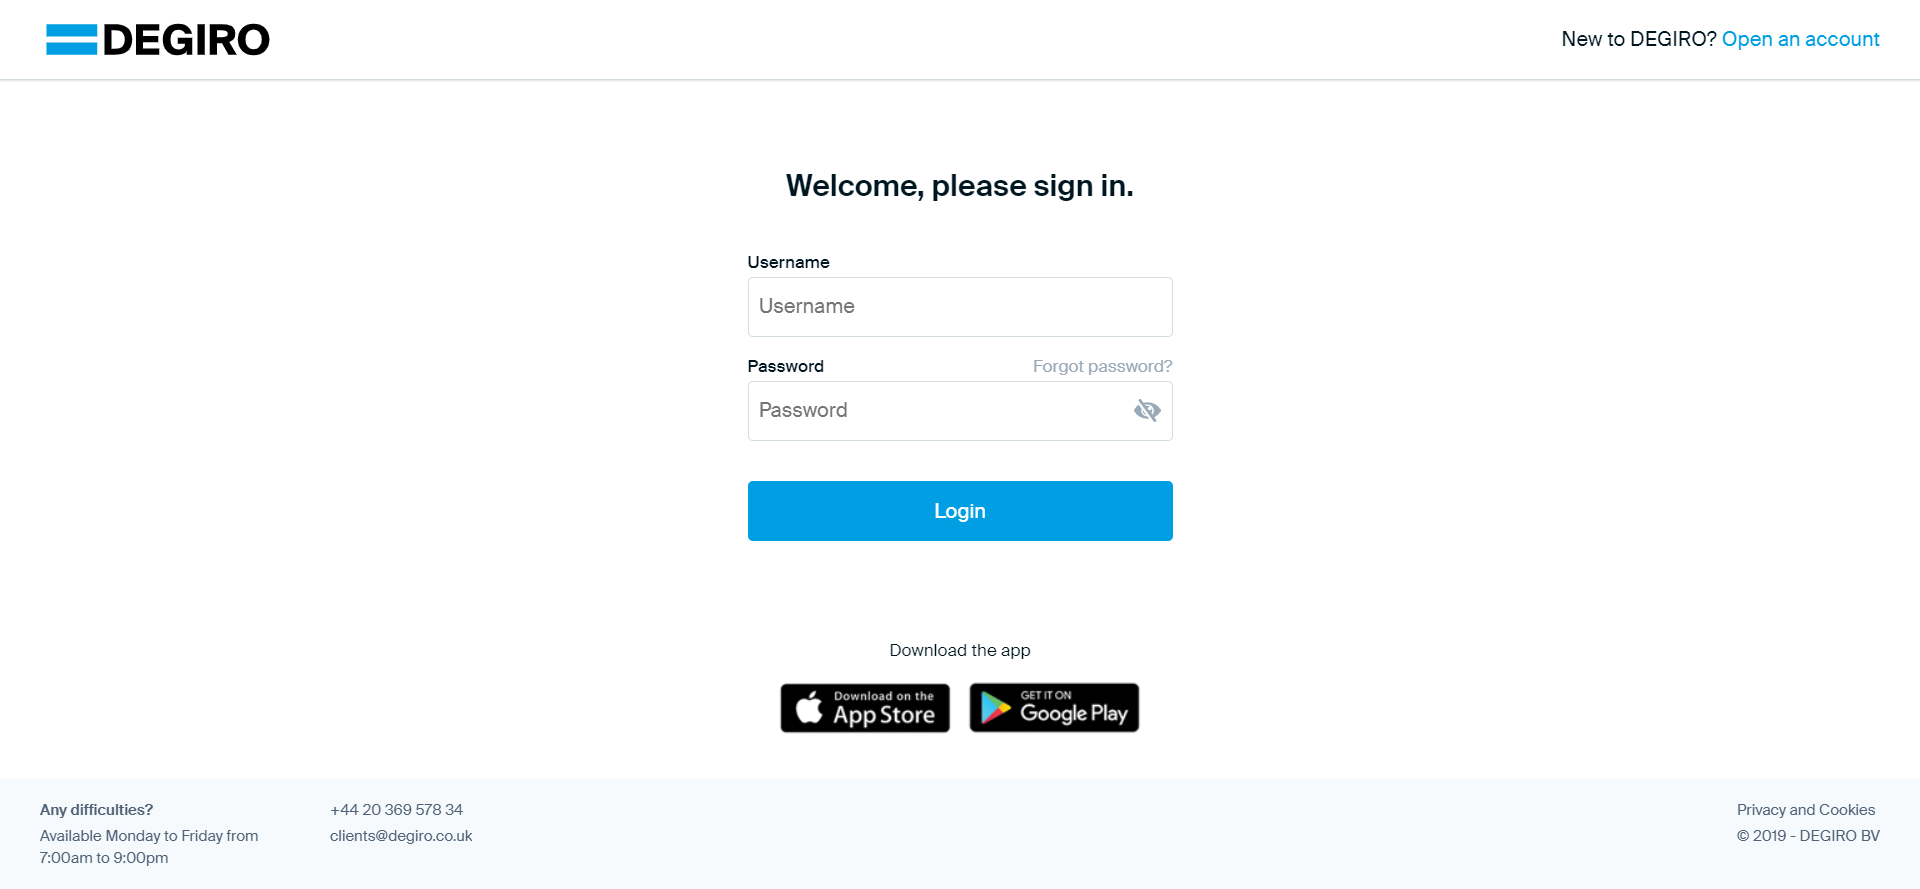 DEGIRO
New to DEGIRO? Open an account
Welcome, please sign in.
Username
Username
Password
Forgot password?
Password
Login
Download the app
Download on the
App Store
GET IT ON
Google Play
Any difficulties?
Available Monday to Friday from
7:00am to 9:00pm
+44 20 369 578 34
clients@degiro.co.uk
Privacy and Cookies
© 2019 - DEGIRO BV